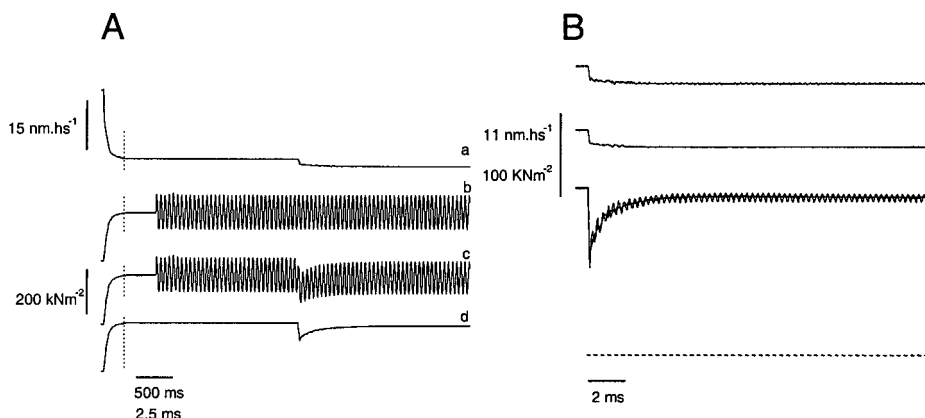 A
B
15 nm.hs-1
a
b
c
200 kNm-2
d
500 ms
2.5 ms
11 nm.hs-1
100 KNm-2
2 ms